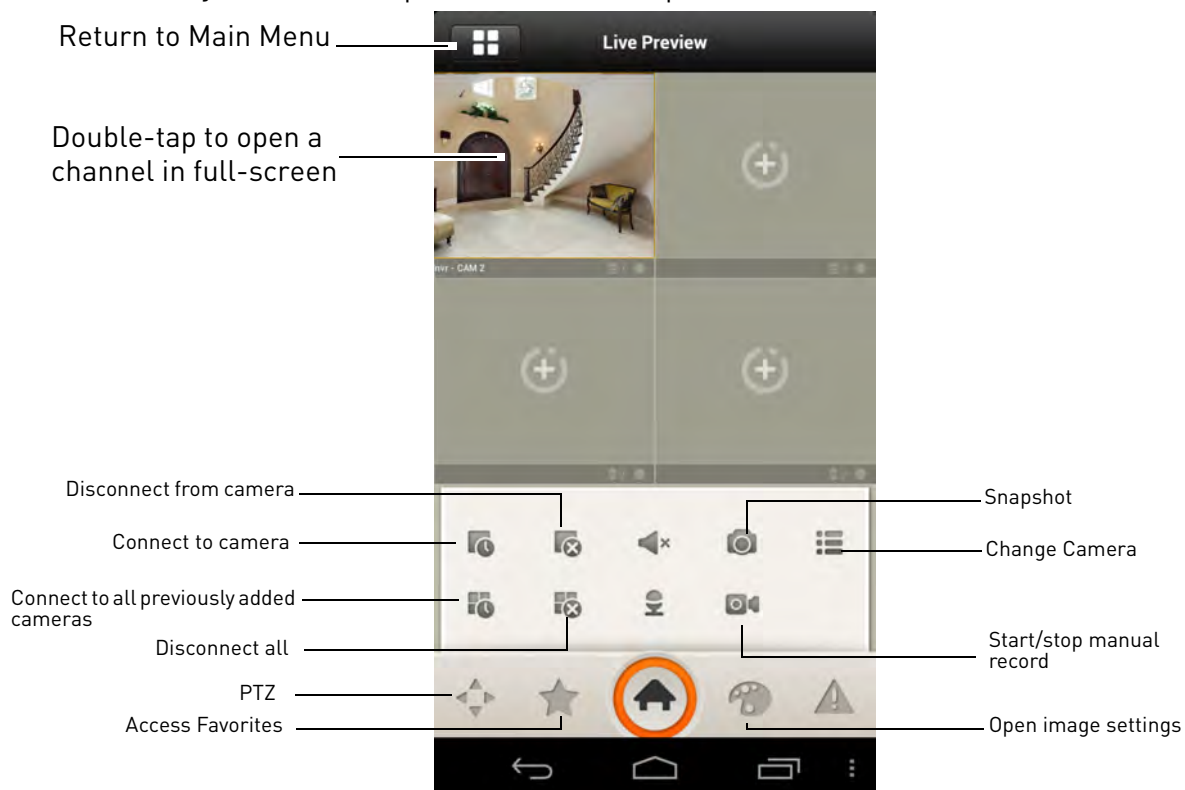 Return to Main Menu
Live Preview
Double-tap to open a
channel in full-screen
nvr - CAM 2
Disconnect from camera
Snapshot
Connect to camera
Change Camera
Connect to all previously added
cameras
Disconnect all
Start/stop manual
record
PTZ
Access Favorites
Open image settings